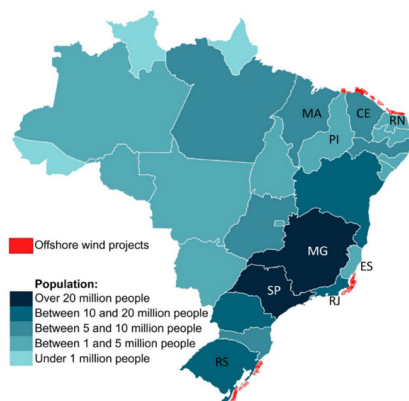 MA
CE
RN
PI
MG
ES
SP
RJ
RS
Offshore wind projects
Population:
Over 20 million people
Between 10 and 20 million people
Between 5 and 10 million people
Between 1 and 5 million people
Under 1 million people